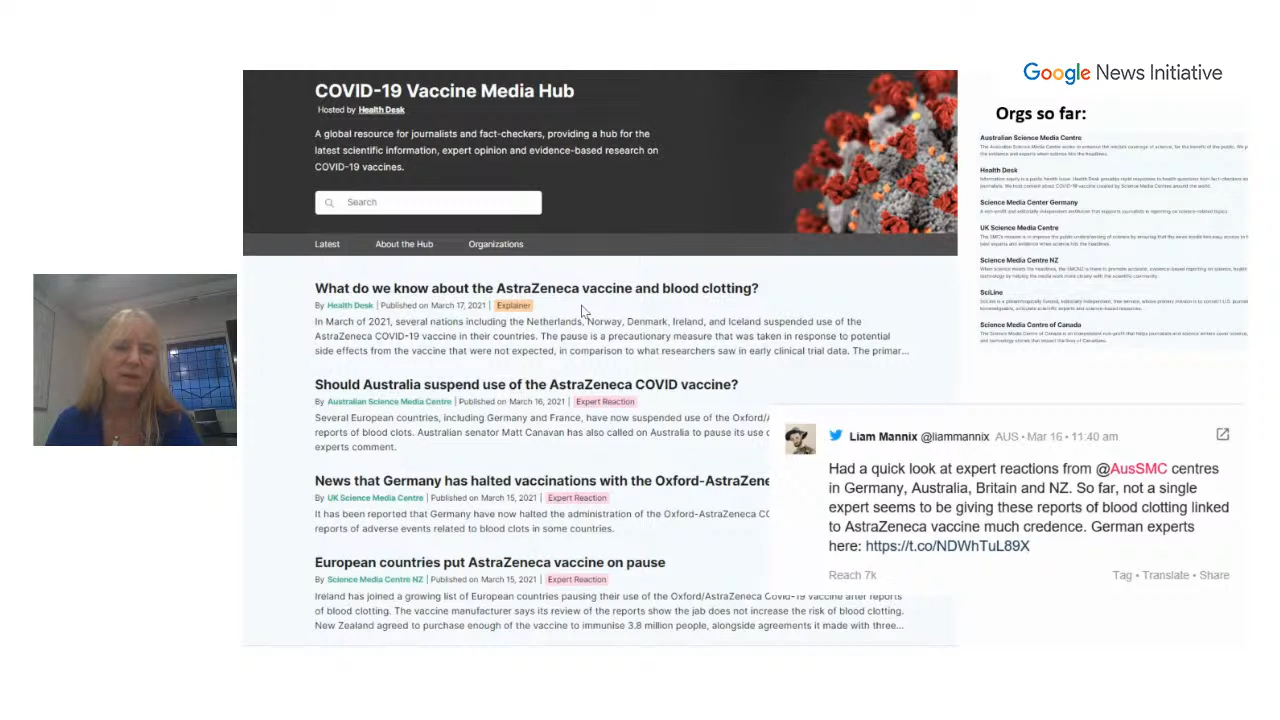 COVID-19 Vaccine Media Hub
Hosted by Health Desk
A global resource for journalists and fact-checkers, providing a hub for the
latest scientific information, expert opinion and evidence-based research on
COVID-19 vaccines.
Search
Latest About the Hub Organizations
What do we know about the AstraZeneca vaccine and blood clotting?
By Health Desk | Published on March 17, 2021 | Explainer
In March of 2021, several nations including the Netherlands, Norway, Denmark, Ireland, and Iceland suspended use of the
AstraZeneca COVID-19 vaccine in their countries. The pause is a precautionary measure that was taken in response to potential
side effects from the vaccine that were not expected, in comparison to what researchers saw in early clinical trial data. The primar...
Should Australia suspend use of the AstraZeneca COVID vaccine?
By Australian Science Media Centre | Published on March 16, 2021 | Expert Reaction
Several European countries, including Germany and France, have now suspended use of the Oxford/A
reports of blood clots. Australian senator Matt Canavan has also called on Australia to pause its use o
experts comment.
News that Germany has halted vaccinations with the Oxford-AstraZene
By UK Science Media Centre | Published on March 15, 2021 | Expert Reaction
It has been reported that Germany have now halted the administration of the Oxford-AstraZeneca CO
reports of adverse events related to blood clots in some countries.
European countries put AstraZeneca vaccine on pause
By Science Media Centre NZ | Published on March 15, 2021 | Expert Reaction
Ireland has joined a growing list of European countries pausing their use of the Oxford/AstraZeneca Covid-19 vaccine after reports
of blood clotting. The vaccine manufacturer says its review of the reports show the jab does not increase the risk of blood clotting.
New Zealand agreed to purchase enough of the vaccine to immunise 3.8 million people, alongside agreements it made with three...
Google News Initiative
Orgs so far:
Australian Science Media Centre
Health Desk
Science Media Center Germany
A non-profit and editorially independent institution that supports journalists in reporting on science-related topics.
UK Science Media Centre
Science Media Centre NZ
SciLine
Science Media Centre of Canada
Liam Mannix @liammannix AUS • Mar 16 • 11:40 am
Had a quick look at expert reactions from @AusSMC centres
in Germany, Australia, Britain and NZ. So far, not a single
expert seems to be giving these reports of blood clotting linked
to AstraZeneca vaccine much credence. German experts
here: https://t.co/NDWhTuL89X
Reach 7k Tag • Translate • Share